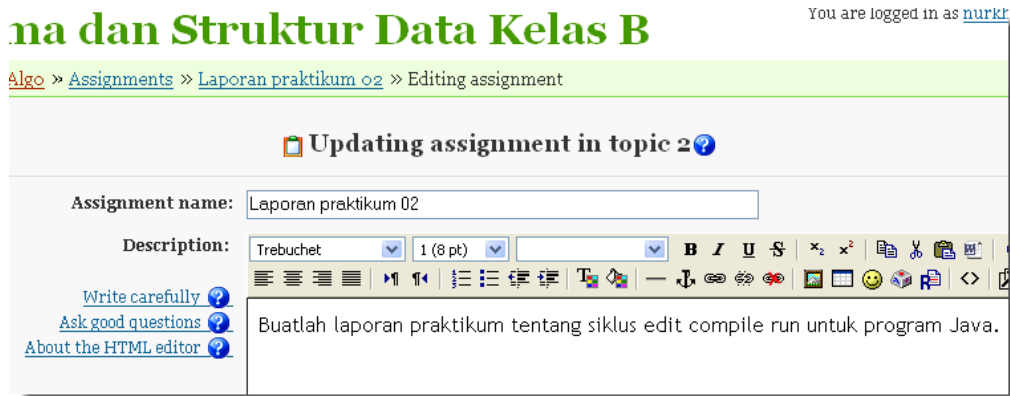 ma dan Struktur Data Kelas B
You are logged in as nurkh
Algo » Assignments » Laporan praktikum 02 » Editing assignment
Updating assignment in topic 2
Assignment name: Laporan praktikum 02
Description: Trebuchet 1 (8 pt) B I U S ×₂ ×²
Write carefully
Ask good questions
About the HTML editor
Buatlah laporan praktikum tentang siklus edit compile run untuk program Java.